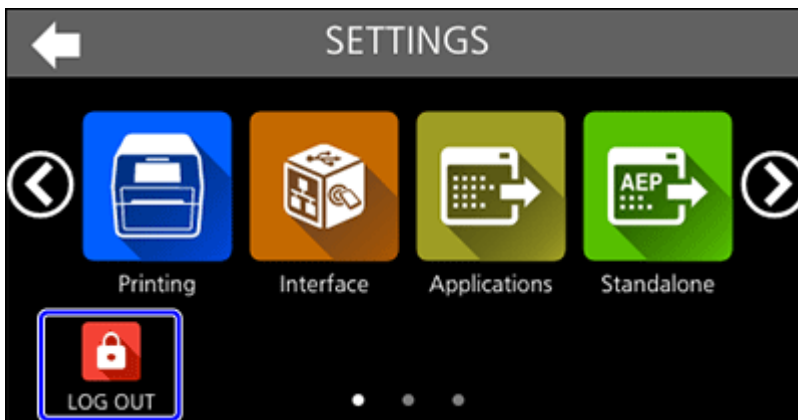 SETTINGS
AEP
Printing Interface Applications Standalone
LOG OUT